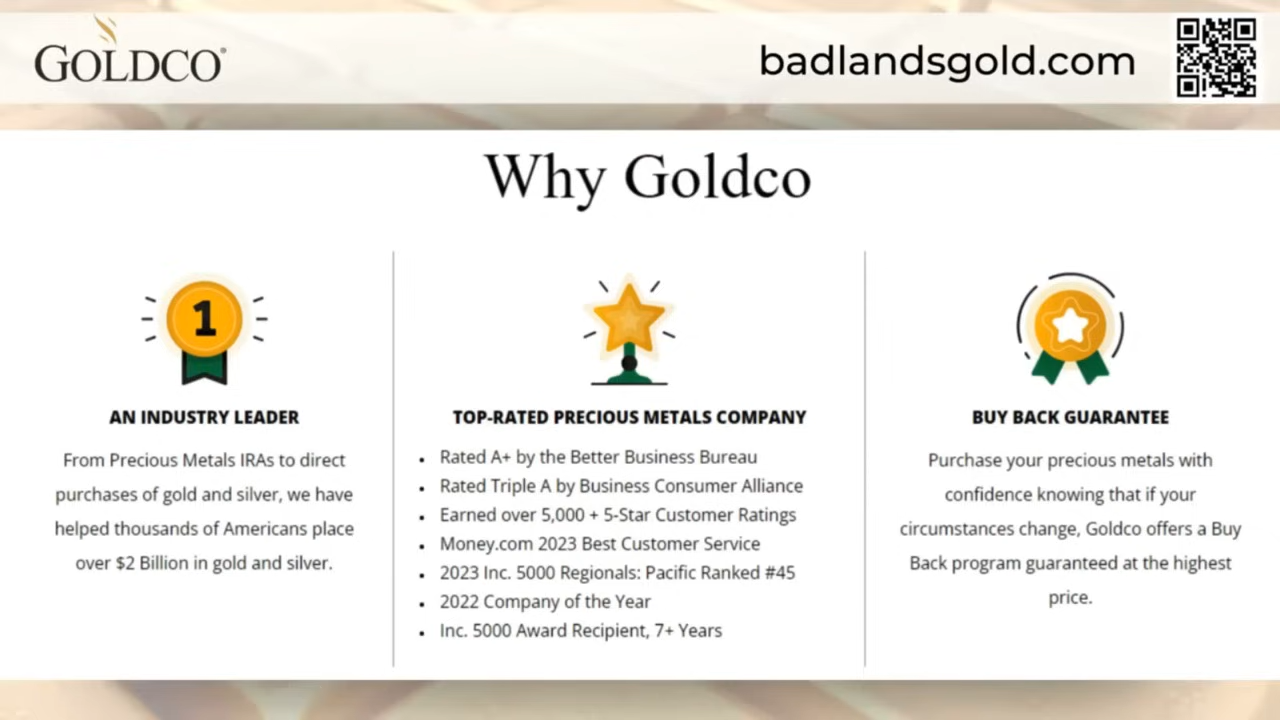 GOLDCO®
badlandsgold.com
Why Goldco
1
AN INDUSTRY LEADER
From Precious Metals IRAs to direct
purchases of gold and silver, we have
helped thousands of Americans place
over $2 Billion in gold and silver.
TOP-RATED PRECIOUS METALS COMPANY
• Rated A+ by the Better Business Bureau
• Rated Triple A by Business Consumer Alliance
• Earned over 5,000 + 5-Star Customer Ratings
• Money.com 2023 Best Customer Service
• 2023 Inc. 5000 Regionals: Pacific Ranked #45
• 2022 Company of the Year
• Inc. 5000 Award Recipient, 7+ Years
BUY BACK GUARANTEE
Purchase your precious metals with
confidence knowing that if your
circumstances change, Goldco offers a Buy
Back program guaranteed at the highest
price.